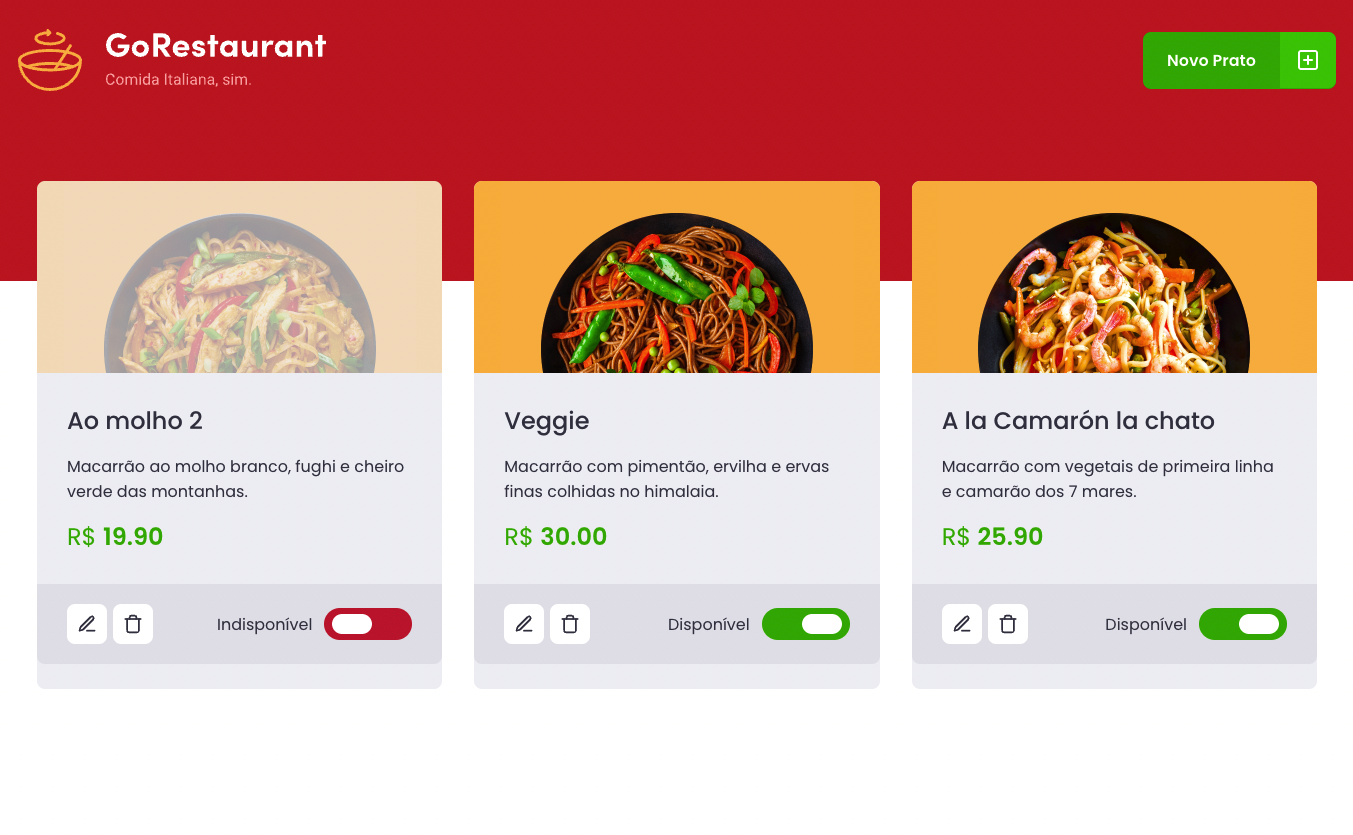 GoRestaurant
Comida Italiana, sim.
Novo Prato
Ao molho 2
Macarrão ao molho branco, fughi e cheiro
verde das montanhas.
R$ 19.90
Indisponível
Veggie
Macarrão com pimentão, ervilha e ervas
finas colhidas no himalaia.
R$ 30.00
Disponível
A la Camarón la chato
Macarrão com vegetais de primeira linha
e camarão dos 7 mares.
R$ 25.90
Disponível